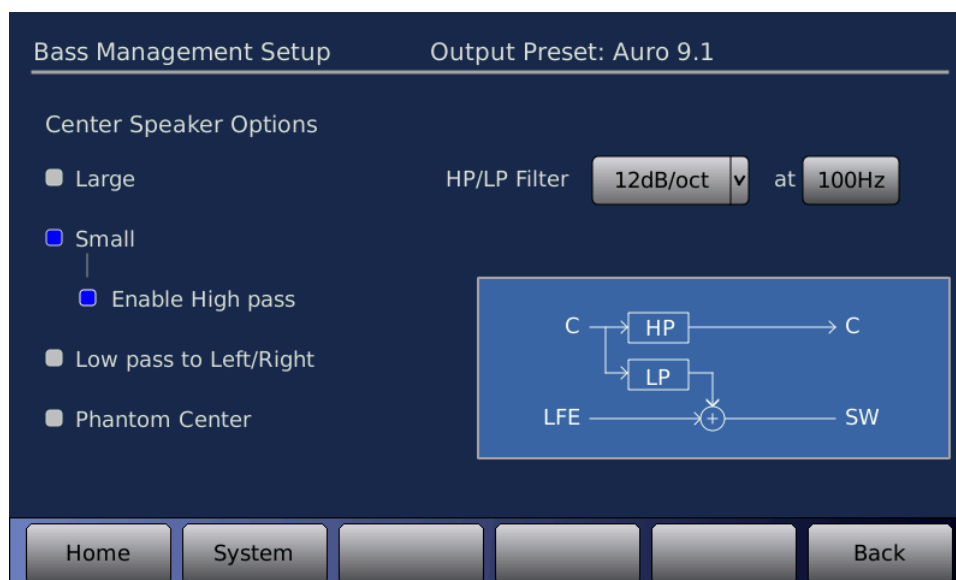 Bass Management Setup Output Preset: Auro 9.1
Center Speaker Options
Large HP/LP Filter 12dB/oct v at 100Hz
Small
Enable High pass
C HP C
Low pass to Left/Right
LP
Phantom Center
LFE + SW
Home System Back